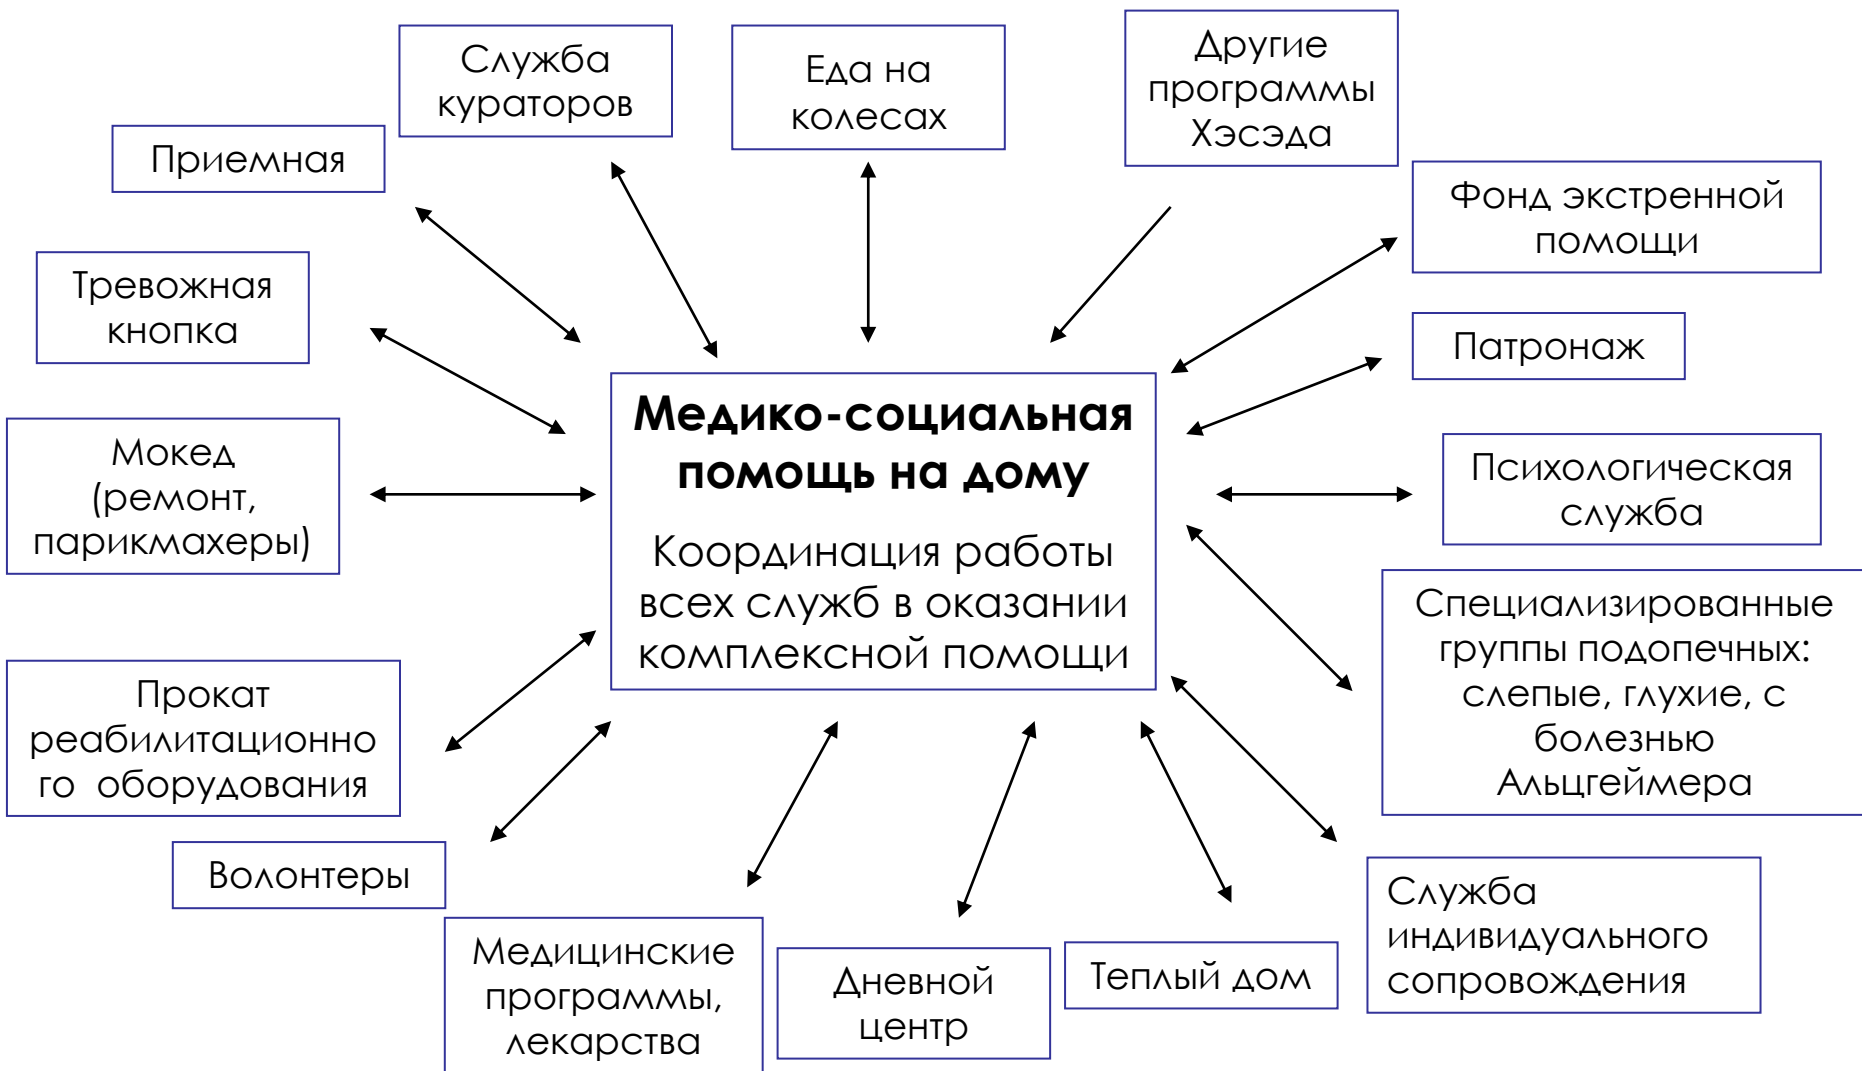 Служба
кураторов
Еда на
колесах
Другие
программы
Хэсэда
Приемная
Фонд экстренной
помощи
Тревожная
кнопка
Патронаж
Медико-социальная
помощь на дому
Координация работы
всех служб в оказании
комплексной помощи
Мокед
(ремонт,
парикмахеры)
Психологическая
служба
Специализированные
группы подопечных:
слепые, глухие, с
болезнью
Альцгеймера
Прокат
реабилитационно
го оборудования
Волонтеры
Медицинские
программы,
лекарства
Дневной
центр
Теплый дом
Служба
индивидуального
сопровождения